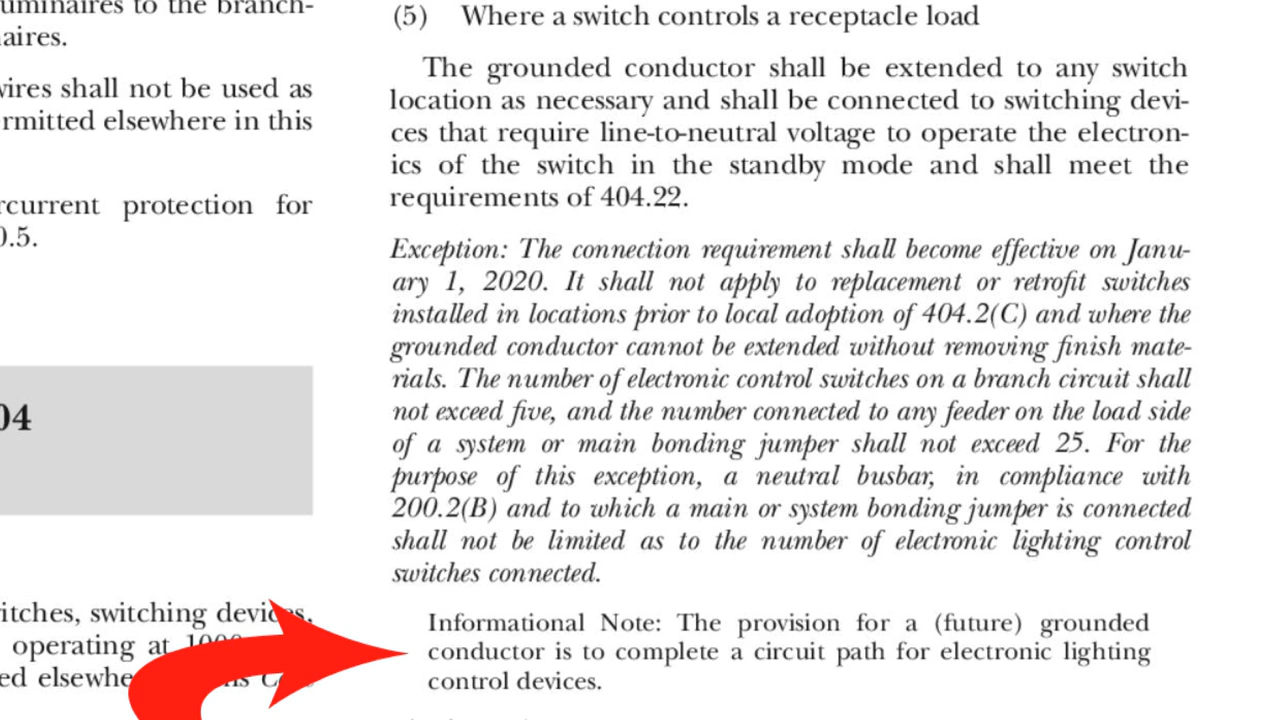 uminaires to the branch-
aires.
wires shall not be used as
rmitted elsewhere in this
rcurrent protection for
0.5.
04
itches, switching devices,
operating at
ed
(5) Where a switch controls a receptacle load
The grounded conductor shall be extended to any switch
location as necessary and shall be connected to switching devi-
ces that require line-to-neutral voltage to operate the electron-
ics of the switch in the standby mode and shall meet the
requirements of 404.22.
Exception: The connection requirement shall become effective on Janu-
ary 1, 2020. It shall not apply to replacement or retrofit switches
installed in locations prior to local adoption of 404.2(C) and where the
grounded conductor cannot be extended without removing finish mate-
rials. The number of electronic control switches on a branch circuit shall
not exceed five, and the number connected to any feeder on the load side
of a system or main bonding jumper shall not exceed 25. For the
purpose of this exception, a neutral busbar, in compliance with
200.2(B) and to which a main or system bonding jumper is connected
shall not be limited as to the number of electronic lighting control
switches connected.
Informational Note: The provision for a (future) grounded
conductor is to complete a circuit path for electronic lighting
control devices.